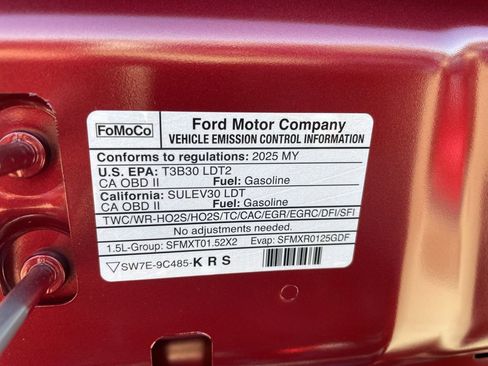 FoMoCo
Ford Motor Company
VEHICLE EMISSION CONTROL INFORMATION
Conforms to regulations: 2025 MY
U.S. EPA: T3B30 LDT2
CA OBD II Fuel: Gasoline
California: SULEV30 LDT
CA OBD II Fuel: Gasoline
TWC/WR-HO2S/HO2S/TC/CAC/EGR/EGRC/DFI/SFI
No adjustments needed.
1.5L-Group: SFMXT01.52X2 Evap: SFMXR0125GDF
SW7E-9C485-KRS